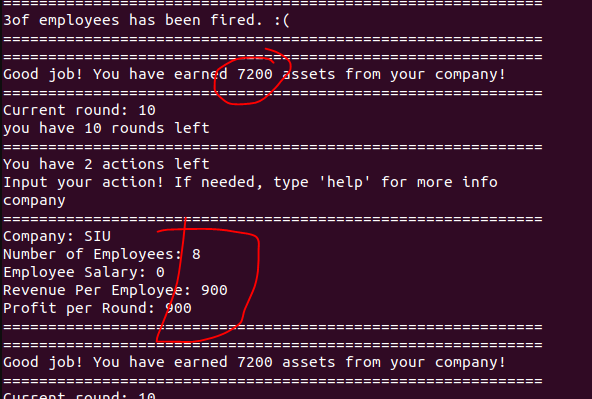 ============================================================
3of employees has been fired. :(
============================================================
============================================================
Good job! You have earned 7200 assets from your company!
============================================================
Current round: 10
you have 10 rounds left
============================================================
You have 2 actions left
Input your action! If needed, type 'help' for more info
company
============================================================
Company: SIU
Number of Employees: 8
Employee Salary: 0
Revenue Per Employee: 900
Profit per Round: 900
============================================================
============================================================
Good job! You have earned 7200 assets from your company!
============================================================
Current round: 10